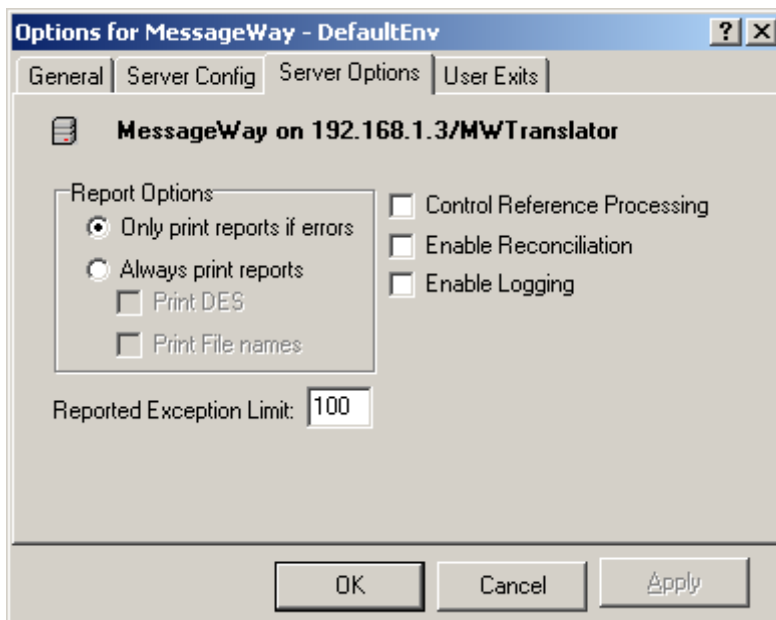 Options for MessageWay - DefaultEnv
General Server Config Server Options User Exits
MessageWay on 192.168.1.3/MWTranslator
Report Options
Only print reports if errors
Always print reports
Print DES
Print File names
Control Reference Processing
Enable Reconciliation
Enable Logging
Reported Exception Limit: 100
OK Cancel Apply